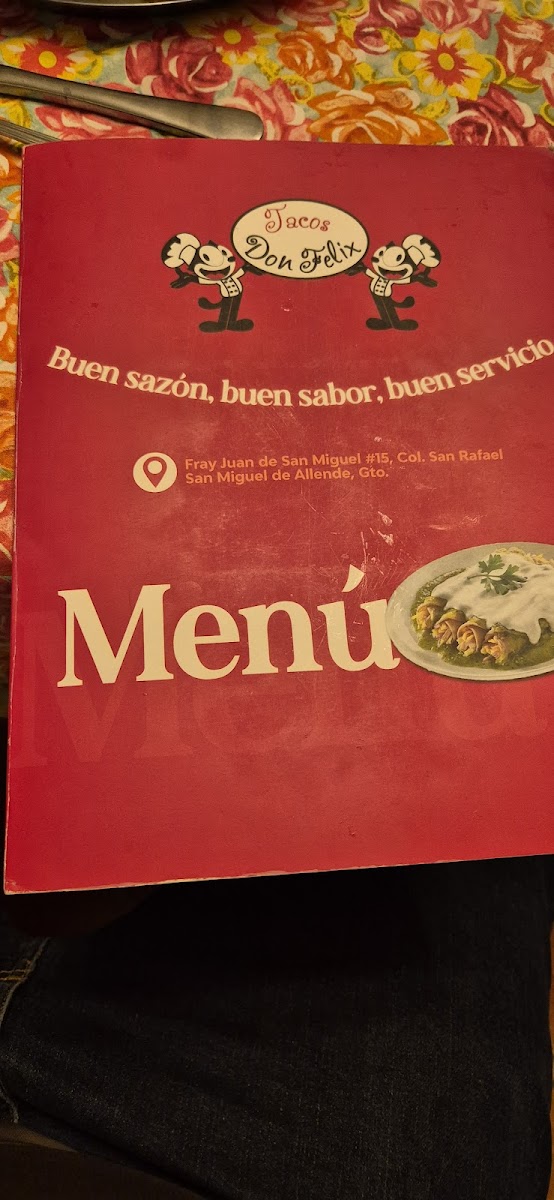 Tacos
Don Felix
Buen sazón, buen sabor, buen servicio
Fray Juan de San Miguel #15, Col. San Rafael
San Miguel de Allende, Gto.
Menú